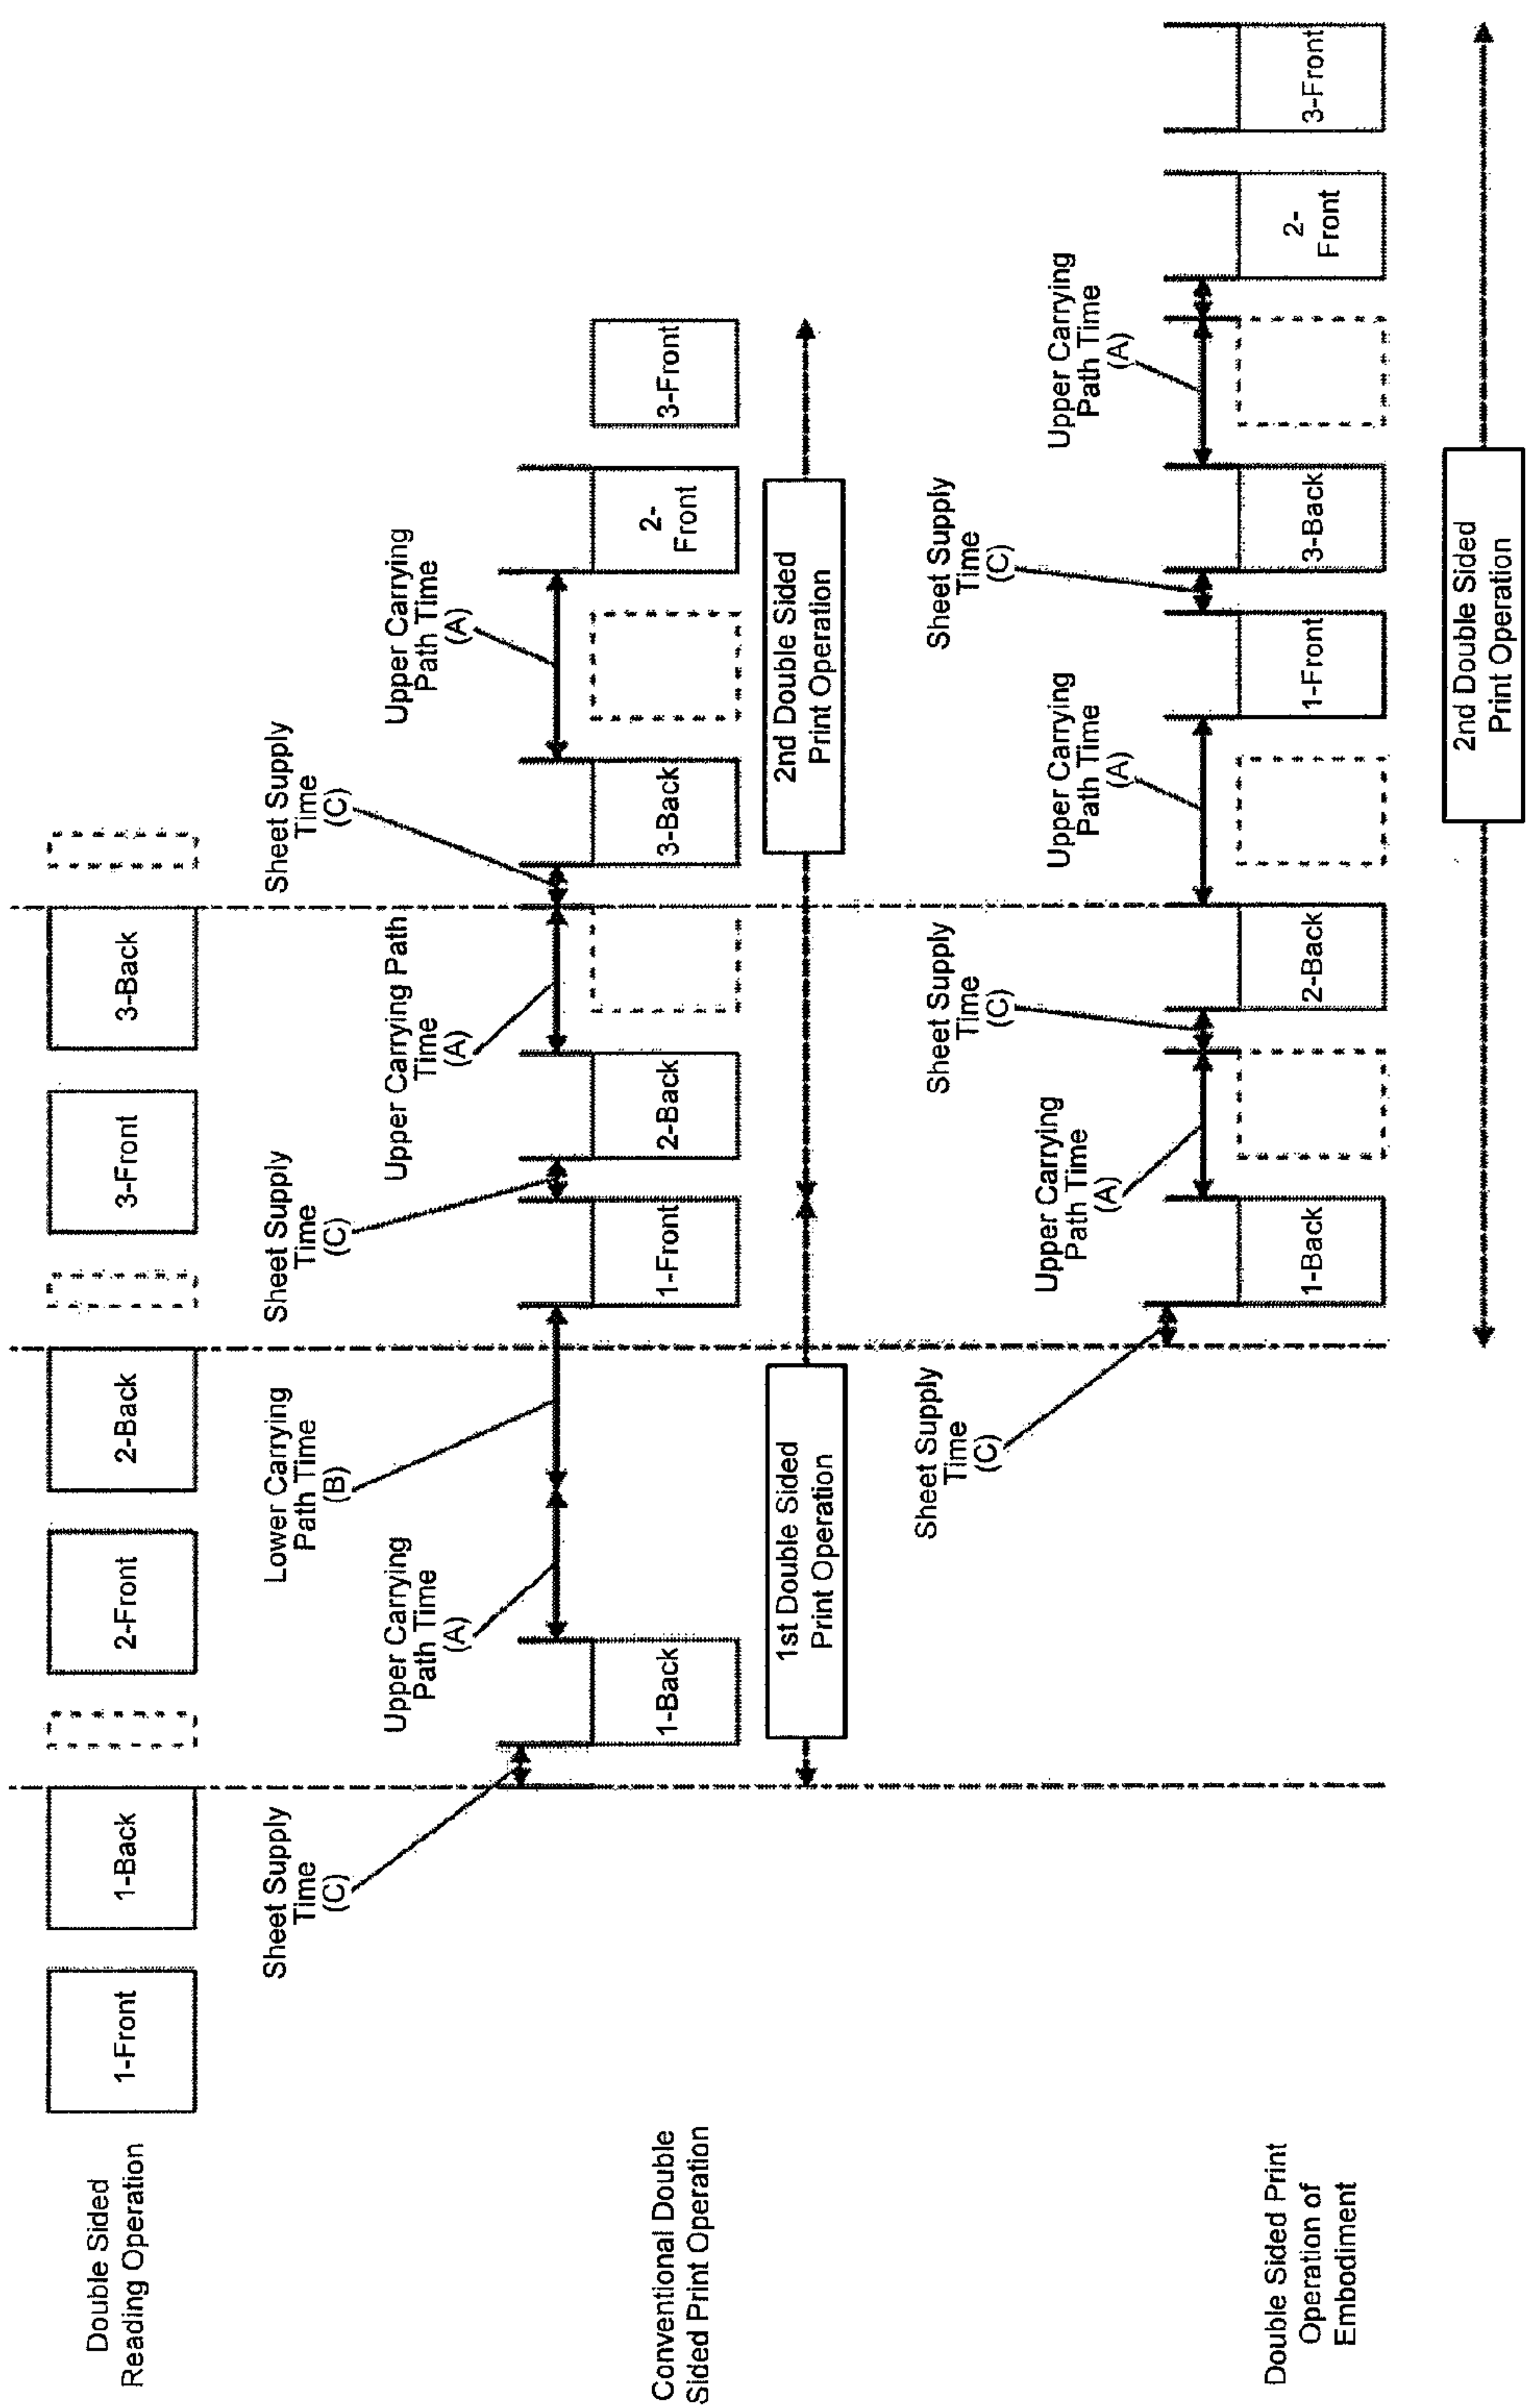 Double Sided
Reading Operation
1-Front
1-Back
2-Front
2-Back
3-Front
3-Back
Conventional Double
Sided Print Operation
Sheet Supply
Time
(C)
1-Back
Upper Carrying
Path Time
(A)
Lower Carrying
Path Time
(B)
1-Front
Sheet Supply
Time
(C)
2-Back
Upper Carrying Path
Time
(A)
Sheet Supply
Time
(C)
3-Back
Upper Carrying
Path Time
(A)
2-
Front
3-Front
1st Double Sided
Print Operation
2nd Double Sided
Print Operation
Double Sided Print
Operation of
Embodiment
Sheet Supply
Time
(C)
1-Back
Upper Carrying
Path Time
(A)
Sheet Supply
Time
(C)
2-Back
Upper Carrying
Path Time
(A)
1-Front
Sheet Supply
Time
(C)
3-Back
Upper Carrying
Path Time
(A)
2-
Front
3-Front
2nd Double Sided
Print Operation